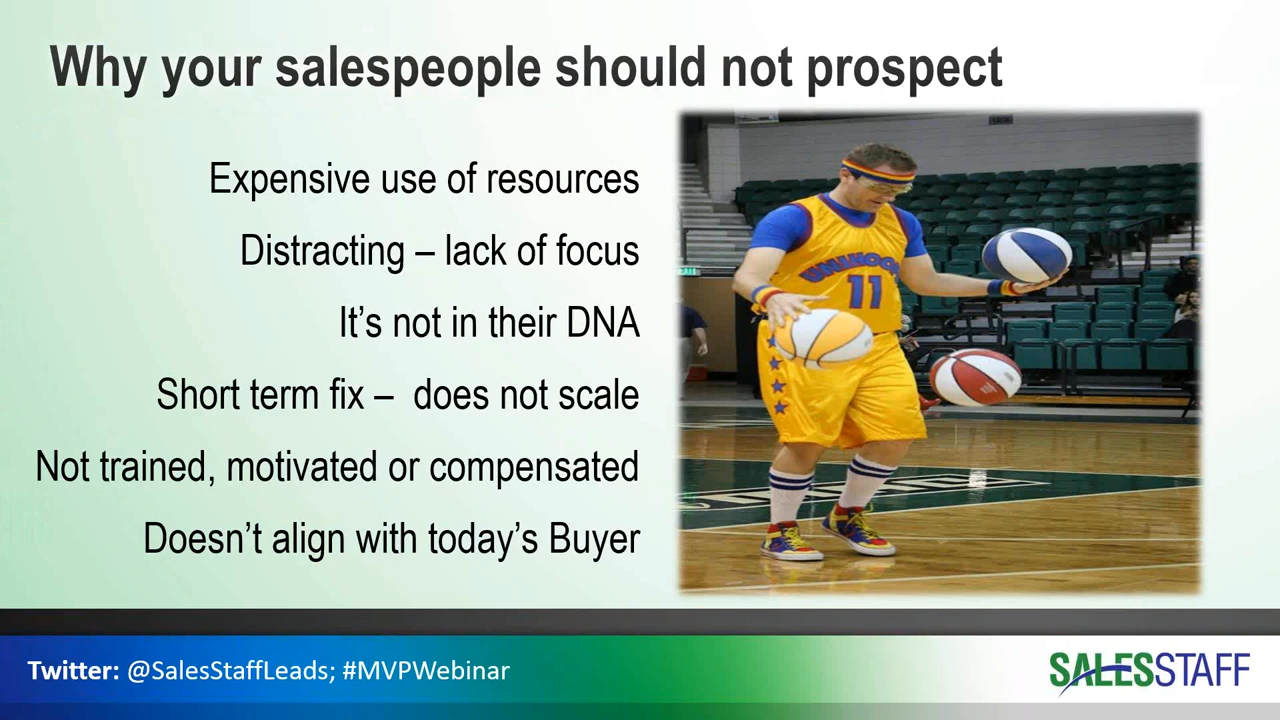 Why your salespeople should not prospect
Expensive use of resources
Distracting – lack of focus
It’s not in their DNA
Short term fix –  does not scale
Not trained, motivated or compensated
Doesn’t align with today’s Buyer
11
Twitter: @SalesStaffLeads; #MVPWebinar
SALESSTAFF